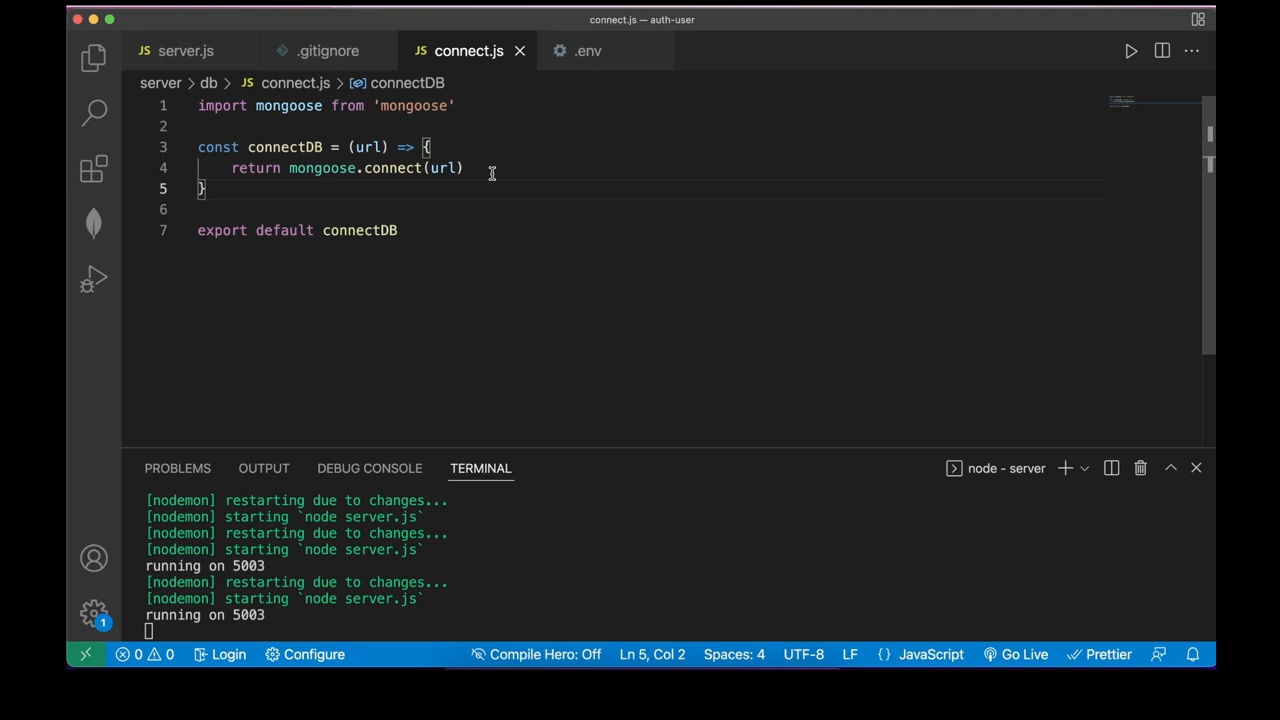 connect.js — auth-user
JS server.js .gitignore JS connect.js .env
server > db > JS connect.js > connectDB
1 import mongoose from 'mongoose'
2
3 const connectDB = (url) => {
4 return mongoose.connect(url)
5 }
6
7 export default connectDB
PROBLEMS OUTPUT DEBUG CONSOLE TERMINAL node - server
[nodemon] restarting due to changes...
[nodemon] starting `node server.js`
[nodemon] restarting due to changes...
[nodemon] starting `node server.js`
running on 5003
[nodemon] restarting due to changes...
[nodemon] starting `node server.js`
running on 5003
1
0 0 Login Configure Compile Hero: Off Ln 5, Col 2 Spaces: 4 UTF-8 LF {} JavaScript Go Live Prettier